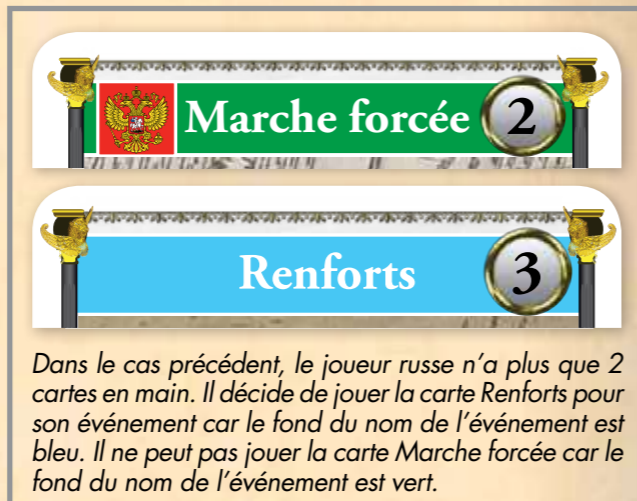 Marche forcée 2
Renforts 3
Dans le cas précédent, le joueur russe n'a plus que 2
cartes en main. Il décide de jouer la carte Renforts pour
son événement car le fond du nom de l'événement est
bleu. Il ne peut pas jouer la carte Marche forcée car le
fond du nom de l'événement est vert.